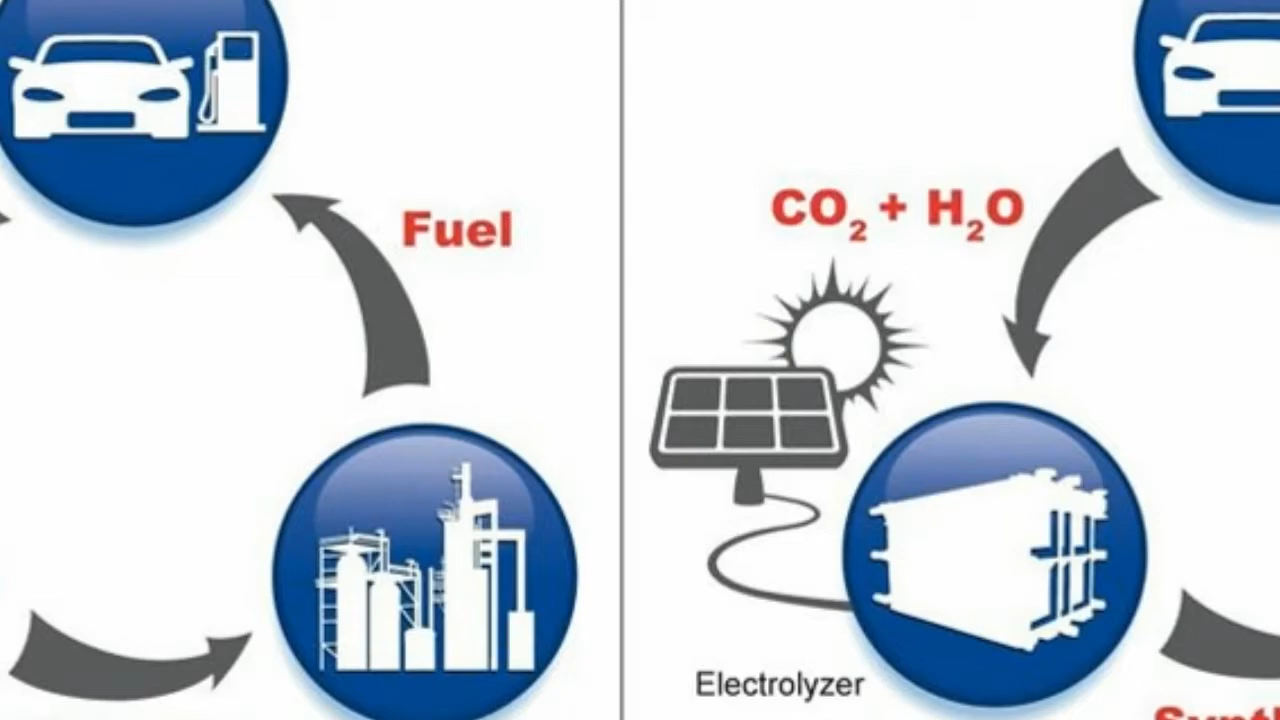 Fuel
CO₂ + H₂O
Electrolyzer